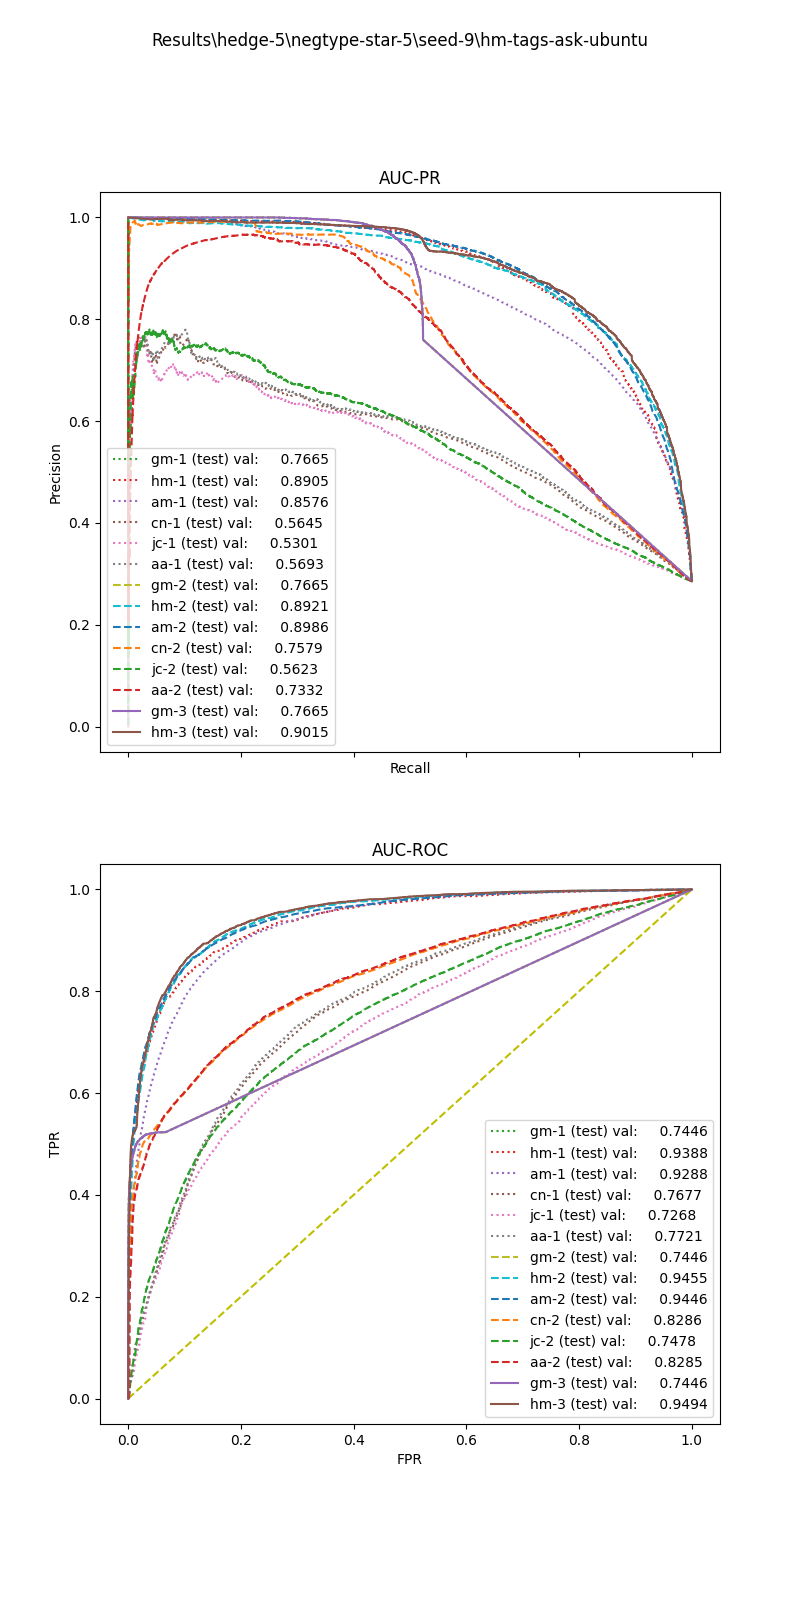 Results\hedge-5\negtype-star-5\seed-9\hm-tags-ask-ubuntu
AUC-PR
1.0
0.8
0.6
0.4
0.2
0.0
Precision
gm-1 (test) val: 0.7665
hm-1 (test) val: 0.8905
am-1 (test) val: 0.8576
cn-1 (test) val: 0.5645
jc-1 (test) val: 0.5301
aa-1 (test) val: 0.5693
gm-2 (test) val: 0.7665
hm-2 (test) val: 0.8921
am-2 (test) val: 0.8986
cn-2 (test) val: 0.7579
jc-2 (test) val: 0.5623
aa-2 (test) val: 0.7332
gm-3 (test) val: 0.7665
hm-3 (test) val: 0.9015
Recall
AUC-ROC
1.0
0.8
0.6
0.4
0.2
0.0
TPR
gm-1 (test) val: 0.7446
hm-1 (test) val: 0.9388
am-1 (test) val: 0.9288
cn-1 (test) val: 0.7677
jc-1 (test) val: 0.7268
aa-1 (test) val: 0.7721
gm-2 (test) val: 0.7446
hm-2 (test) val: 0.9455
am-2 (test) val: 0.9446
cn-2 (test) val: 0.8286
jc-2 (test) val: 0.7478
aa-2 (test) val: 0.8285
gm-3 (test) val: 0.7446
hm-3 (test) val: 0.9494
0.0 0.2 0.4 0.6 0.8 1.0
FPR